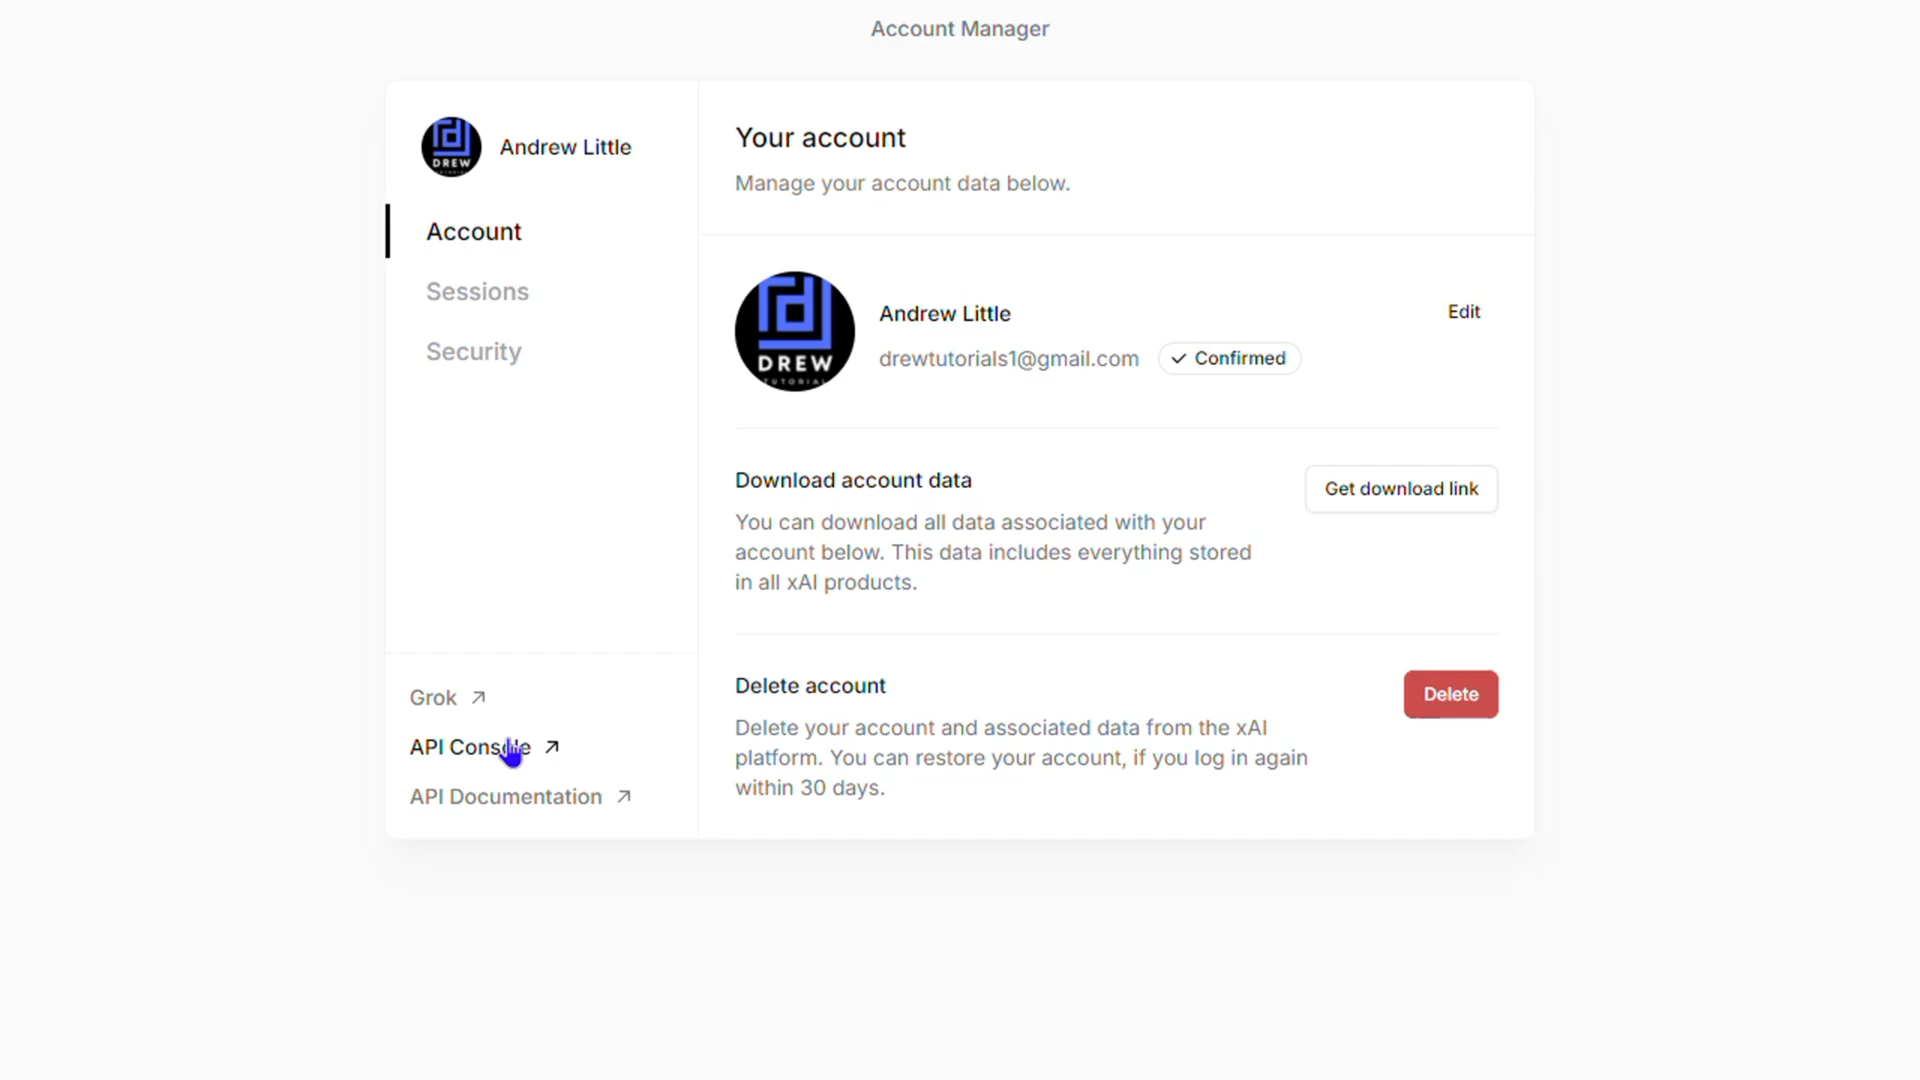 Account Manager
DREW
Andrew Little
Account
Sessions
Security
Grok
API Console
API Documentation
Your account
Manage your account data below.
DREW
TUTORIAL
Andrew Little
Edit
drewtutorials1@gmail.com
Confirmed
Download account data
Get download link
You can download all data associated with your
account below. This data includes everything stored
in all xAI products.
Delete account
Delete
Delete your account and associated data from the xAI
platform. You can restore your account, if you log in again
within 30 days.